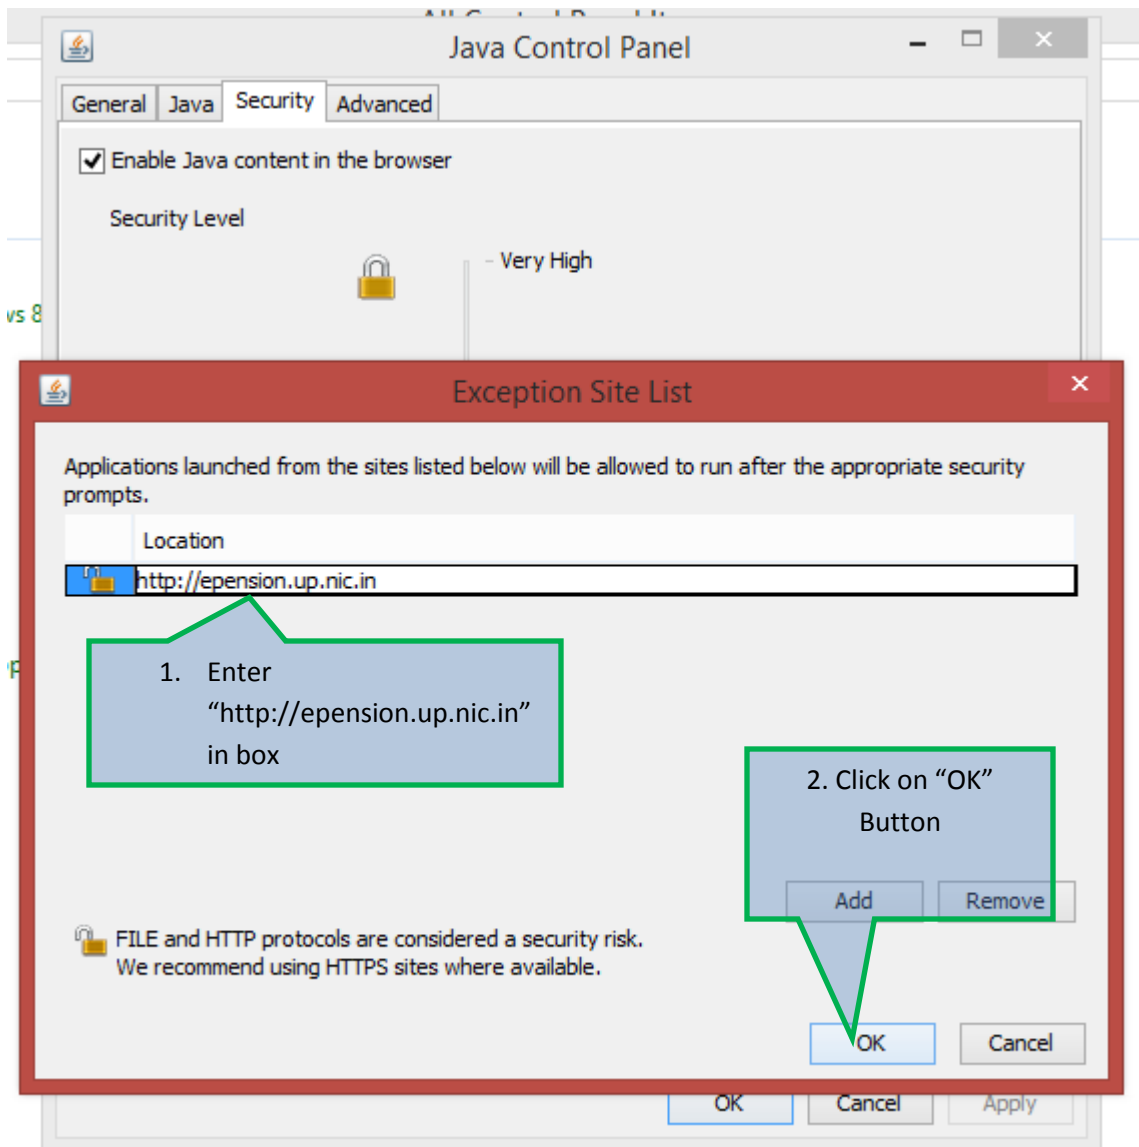 Java Control Panel
General Java Security Advanced
Enable Java content in the browser
Security Level
- Very High
Exception Site List
Applications launched from the sites listed below will be allowed to run after the appropriate security
prompts.
Location
http://epension.up.nic.in
1. Enter
“http://epension.up.nic.in”
in box
2. Click on “OK”
Button
Add Remove
FILE and HTTP protocols are considered a security risk.
We recommend using HTTPS sites where available.
OK Cancel
OK Cancel Apply